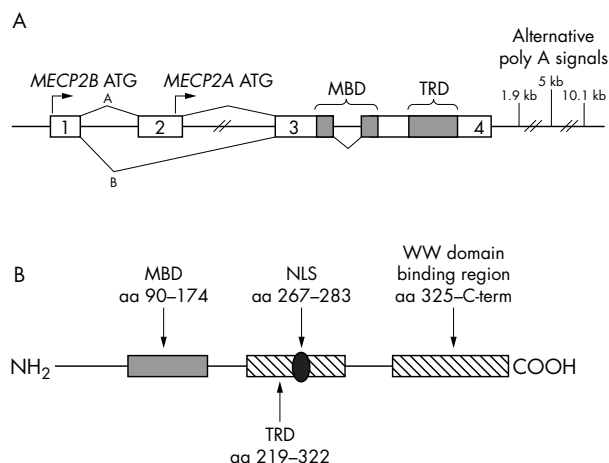 A
Alternative
poly A signals
MECP2B ATG
MECP2A ATG
MBD
TRD
1.9 kb
5 kb
10.1 kb
A
1
2
3
4
B
B
MBD
aa 90–174
NLS
aa 267–283
WW domain
binding region
aa 325–C-term
NH2
COOH
TRD
aa 219–322